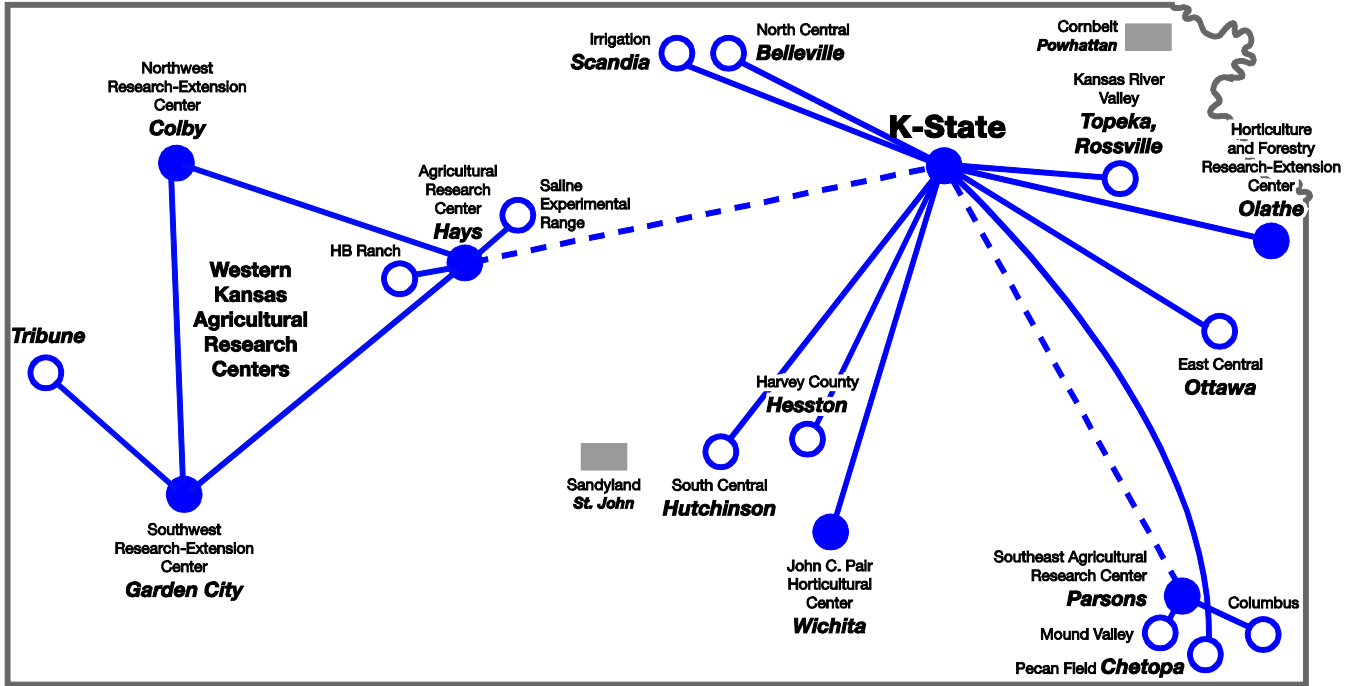 Irrigation
Scandia
North Central
Belleville
Cornbelt
Powhattan
Northwest
Research-Extension
Center
Colby
K-State
Kansas River
Valley
Topeka,
Rossville
Horticulture
and Forestry
Research-Extension
Center
Olathe
Agricultural
Research
Center
Hays
Saline
Experimental
Range
HB Ranch
Western
Kansas
Agricultural
Research
Centers
Tribune
East Central
Ottawa
Harvey County
Hesston
Sandyland
St. John
South Central
Hutchinson
Southwest
Research-Extension
Center
Garden City
John C. Pair
Horticultural
Center
Wichita
Southeast Agricultural
Research Center
Parsons
Columbus
Mound Valley
Pecan Field Chetopa